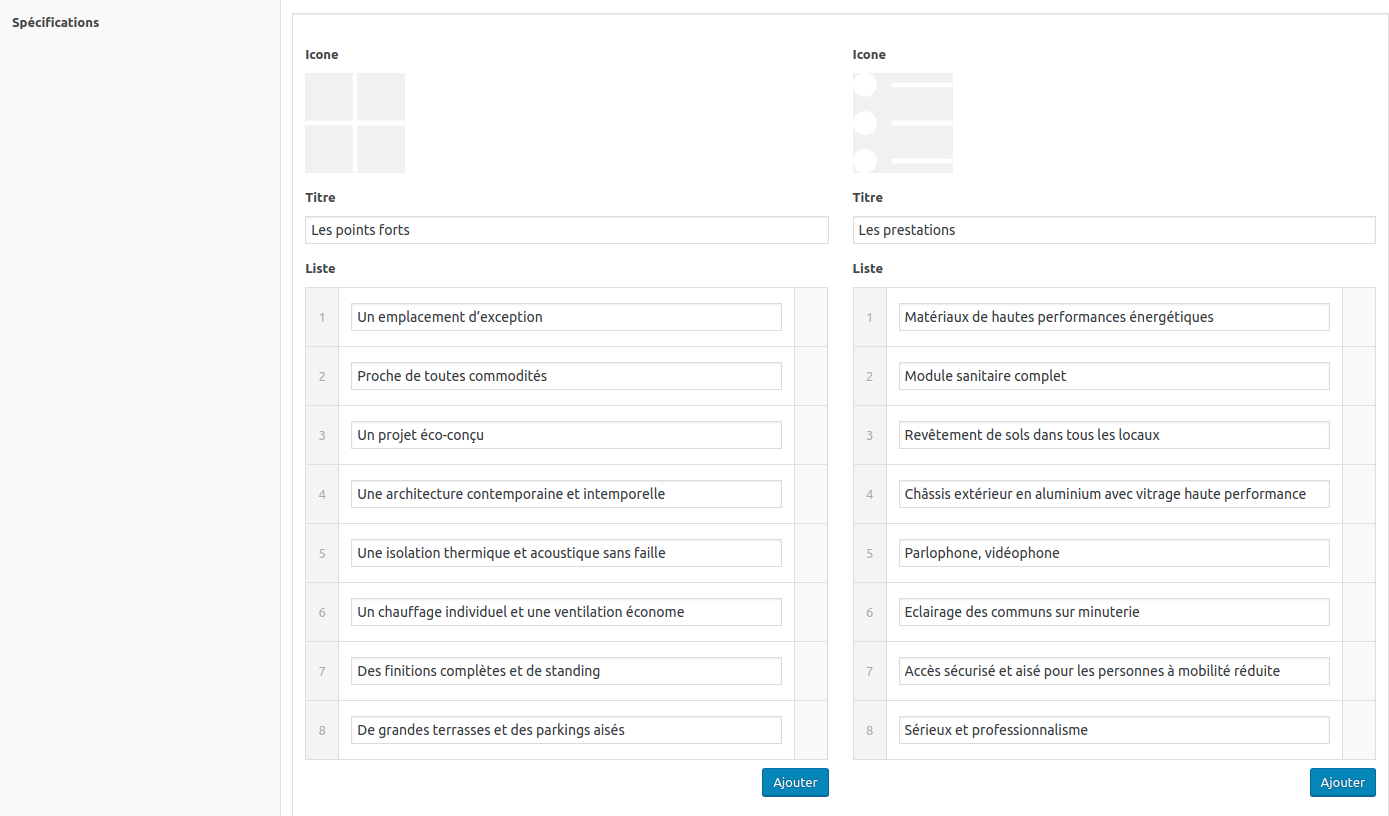 Spécifications
Icone
Titre
Les points forts
Liste
1 Un emplacement d’exception
2 Proche de toutes commodités
3 Un projet éco-conçu
4 Une architecture contemporaine et intemporelle
5 Une isolation thermique et acoustique sans faille
6 Un chauffage individuel et une ventilation économe
7 Des finitions complètes et de standing
8 De grandes terrasses et des parkings aisés
Ajouter
Icone
Titre
Les prestations
Liste
1 Matériaux de hautes performances énergétiques
2 Module sanitaire complet
3 Revêtement de sols dans tous les locaux
4 Châssis extérieur en aluminium avec vitrage haute performance
5 Parlophone, vidéophone
6 Eclairage des communs sur minuterie
7 Accès sécurisé et aisé pour les personnes à mobilité réduite
8 Sérieux et professionnalisme
Ajouter